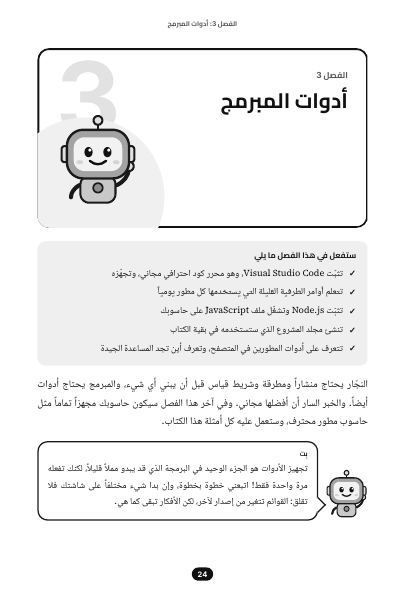 الفصل 3: أدوات المبرمج
3
الفصل 3
أدوات المبرمج
ستفعل في هذا الفصل ما يلي
✓ تثبّت Visual Studio Code، وهو محرر كود احترافي مجاني، وتجهّزه
✓ تتعلم أوامر الطرفية القليلة التي يستخدمها كل مطور يومياً
✓ تثبّت Node.js وتشغّل ملف JavaScript على حاسوبك
✓ تنشئ مجلد المشروع الذي ستستخدمه في بقية الكتاب
✓ تتعرف على أدوات المطورين في المتصفح، وتعرف أين تجد المساعدة الجيدة
النجّار يحتاج منشاراً ومطرقة وشريط قياس قبل أن يبني أي شيء، والمبرمج يحتاج أدوات
أيضاً. والخبر السار أن أفضلها مجاني. وفي آخر هذا الفصل سيكون حاسوبك مجهزاً تماماً مثل
حاسوب مطور محترف، وستعمل عليه كل أمثلة هذا الكتاب.
بِت
تجهيز الأدوات هو الجزء الوحيد في البرمجة الذي قد يبدو مملاً قليلاً، لكنك تفعله
مرة واحدة فقط! اتبعني خطوة بخطوة، وإن بدا شيء مختلفاً على شاشتك فلا
تقلق: القوائم تتغير من إصدار لآخر، لكن الأفكار تبقى كما هي.
24